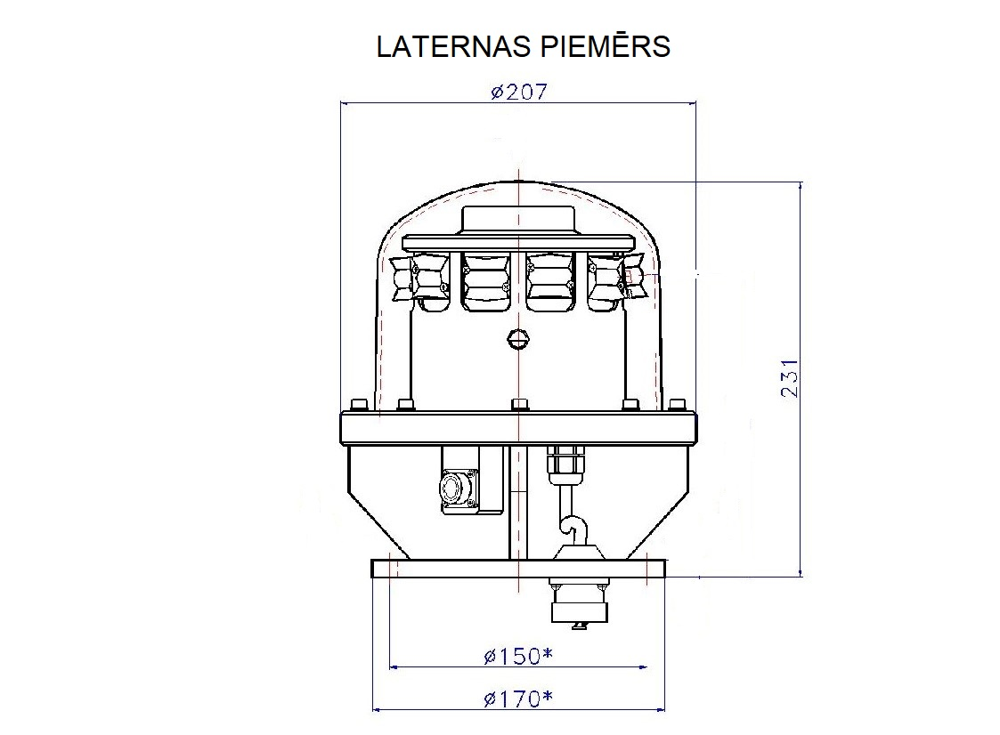 LATERNAS PIEMĒRS
ø207
231
ø150*
ø170*